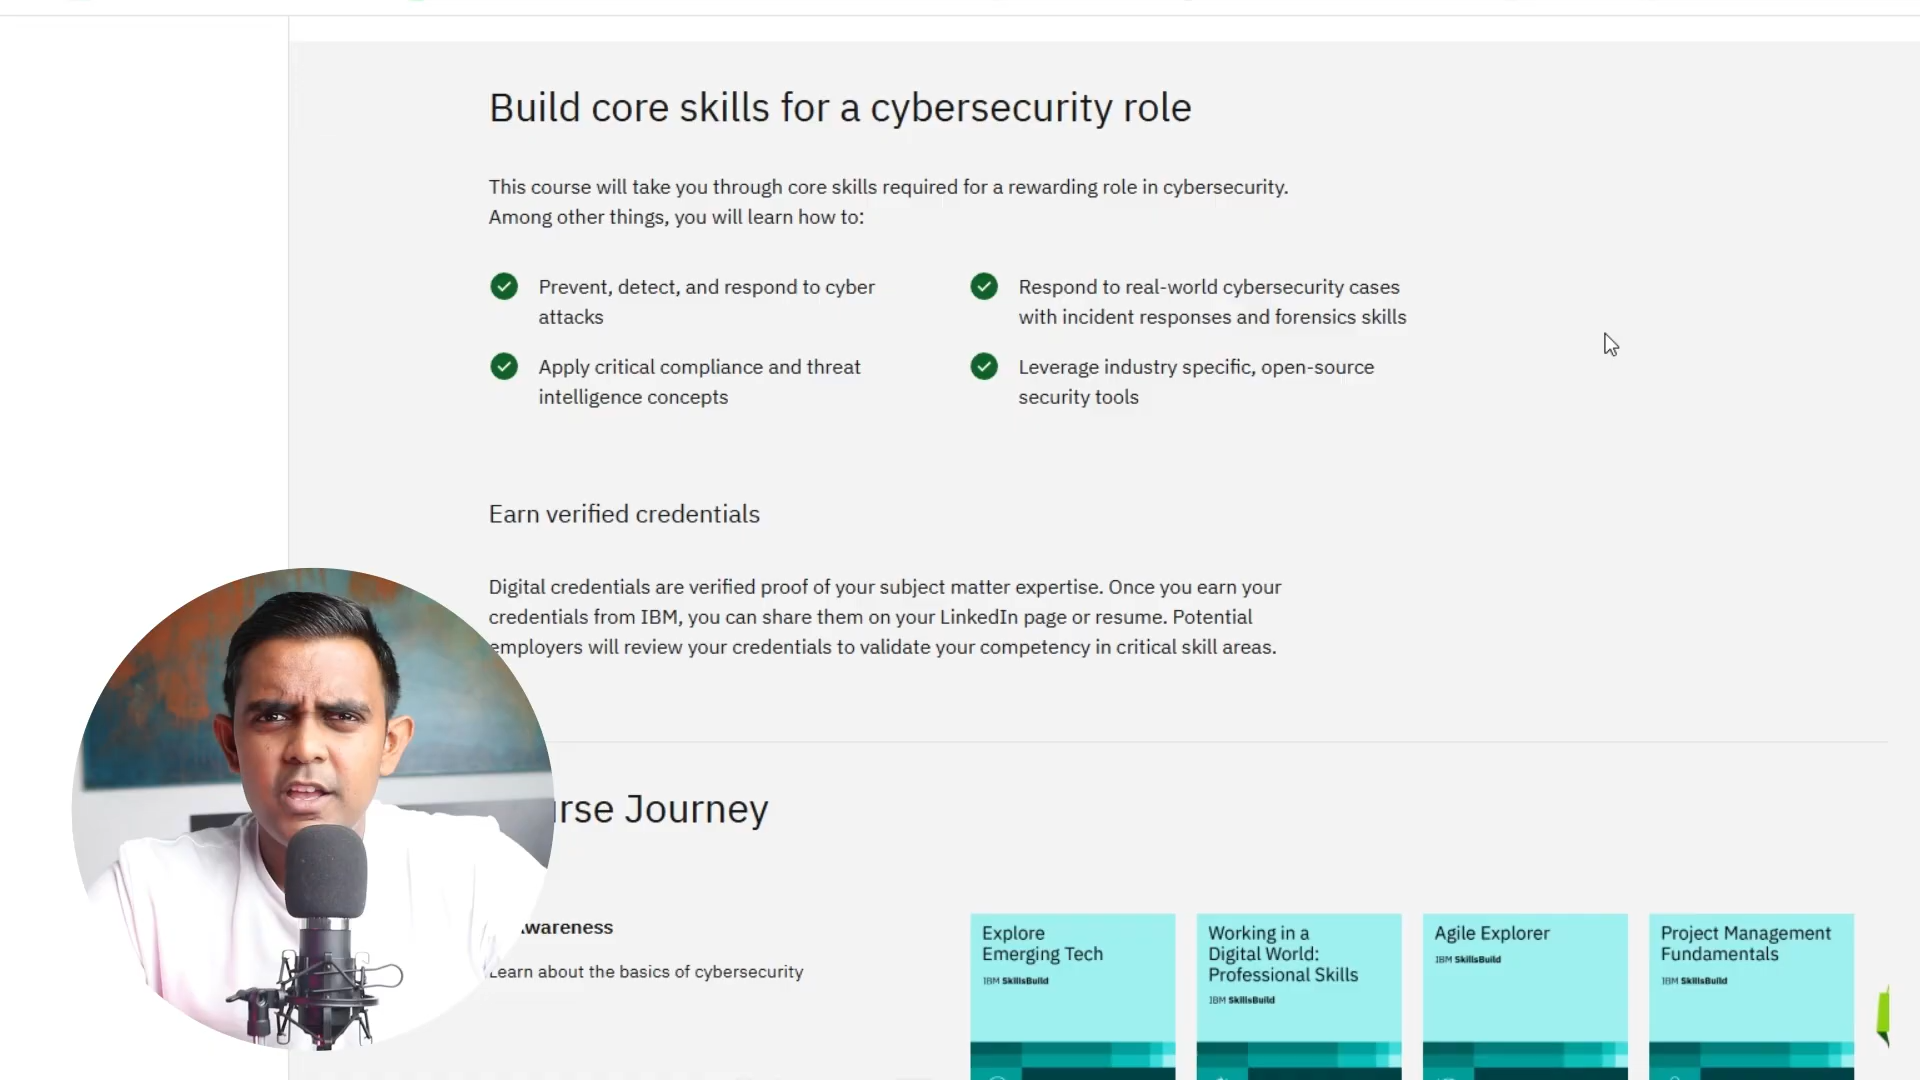 Build core skills for a cybersecurity role
This course will take you through core skills required for a rewarding role in cybersecurity.
Among other things, you will learn how to:
Prevent, detect, and respond to cyber
attacks
Respond to real-world cybersecurity cases
with incident responses and forensics skills
Apply critical compliance and threat
intelligence concepts
Leverage industry specific, open-source
security tools
Earn verified credentials
Digital credentials are verified proof of your subject matter expertise. Once you earn your
credentials from IBM, you can share them on your LinkedIn page or resume. Potential
employers will review your credentials to validate your competency in critical skill areas.
Journey
Learn about the basics of cybersecurity
Explore
Emerging Tech
IBM SkillsBuild
Working in a
Digital World:
Professional Skills
IBM SkillsBuild
Agile Explorer
IBM SkillsBuild
Project Management
Fundamentals
IBM SkillsBuild